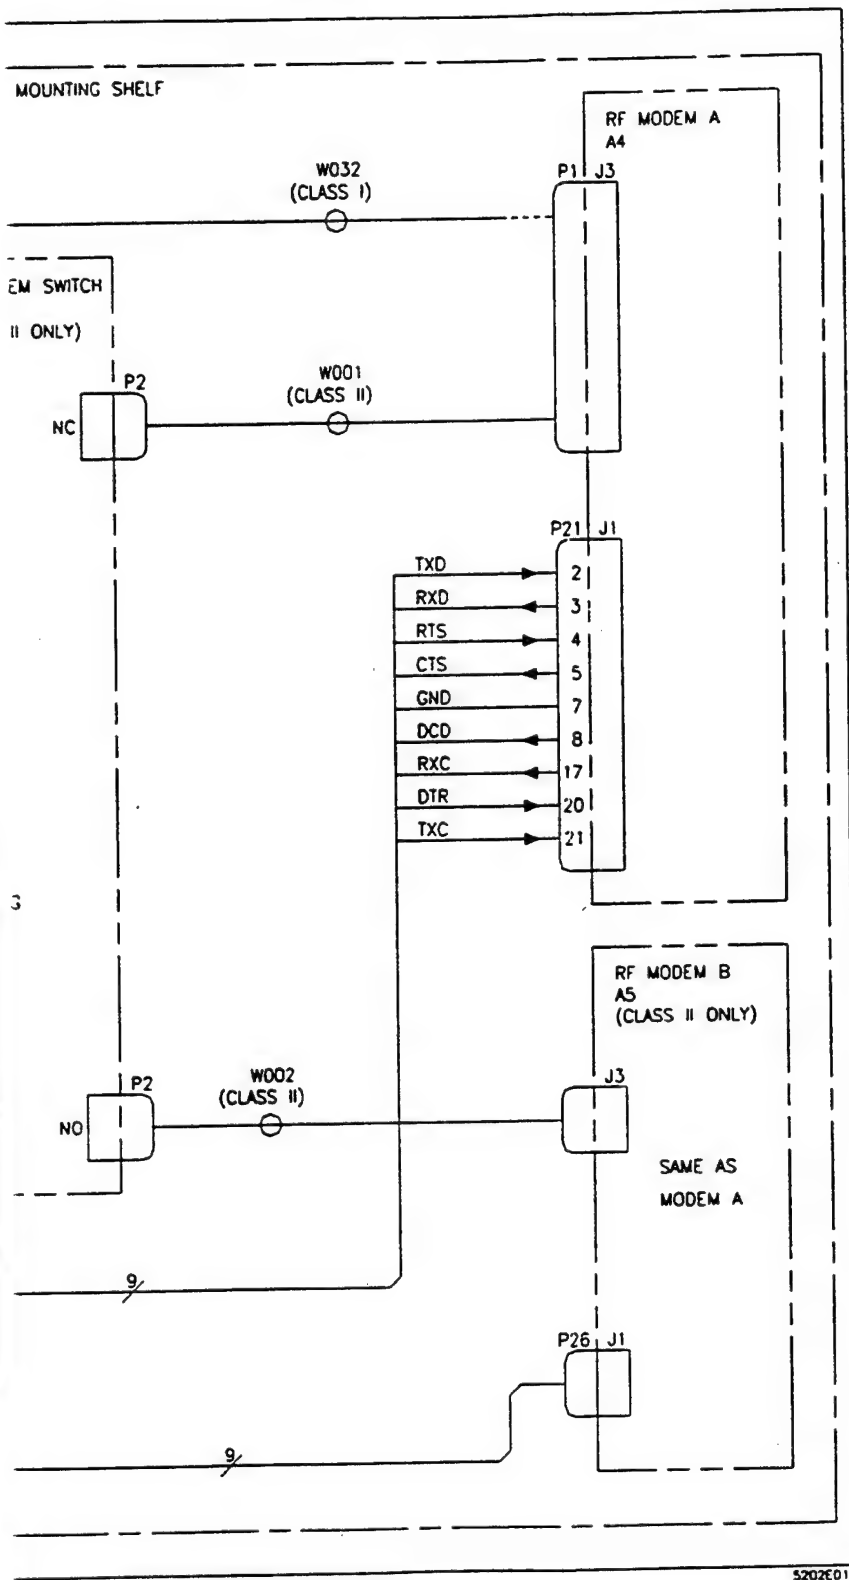 MOUNTING SHELF
RF MODEM A
A4
W032
(CLASS I)
P1 J3
EM SWITCH
II ONLY)
W001
(CLASS II)
P2
NC
P21 J1
TXD 2
RXD 3
RTS 4
CTS 5
GND 7
DCD 8
RXC 17
DTR 20
TXC 21
RF MODEM B
A5
(CLASS II ONLY)
W002
(CLASS II)
P2
J3
NO
SAME AS
MODEM A
9
P26 J1
9
5202E01